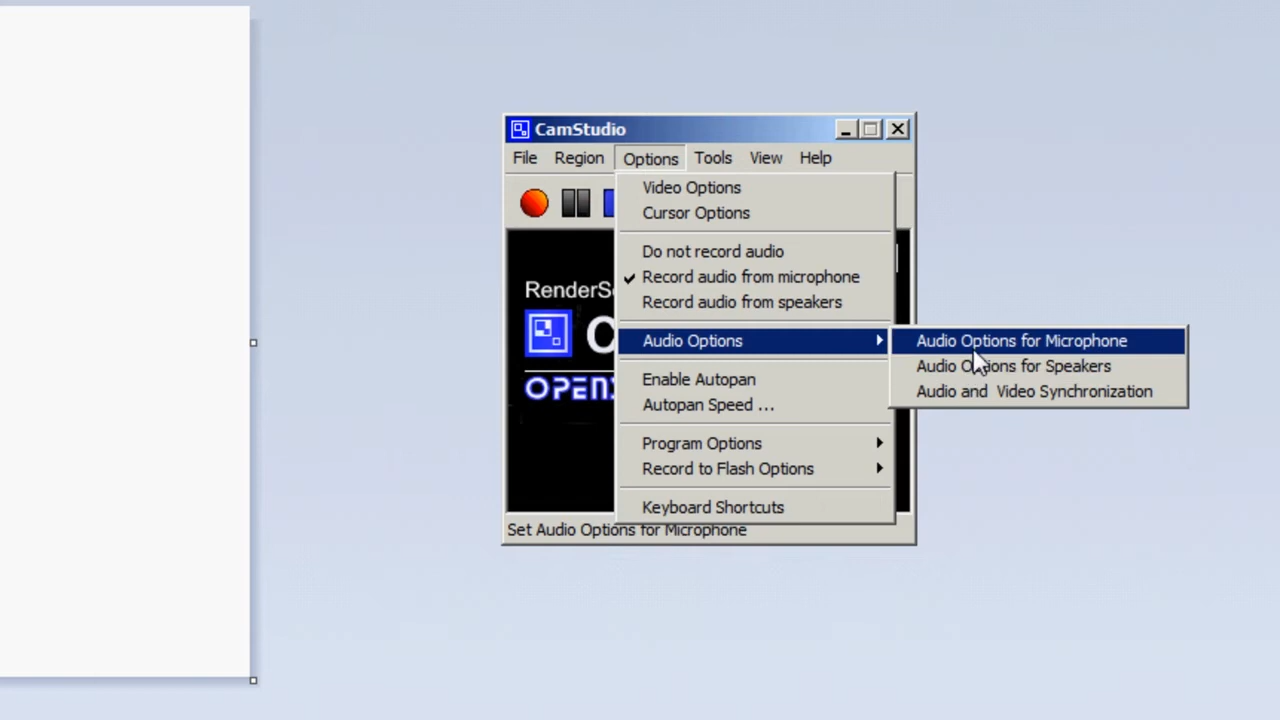 CamStudio
File Region Options Tools View Help
Video Options
Cursor Options
Do not record audio
Record audio from microphone
Record audio from speakers
Audio Options
Enable Autopan
Autopan Speed ...
Program Options
Record to Flash Options
Keyboard Shortcuts
Audio Options for Microphone
Audio Options for Speakers
Audio and  Video Synchronization
RenderS
C
OPENS
Set Audio Options for Microphone